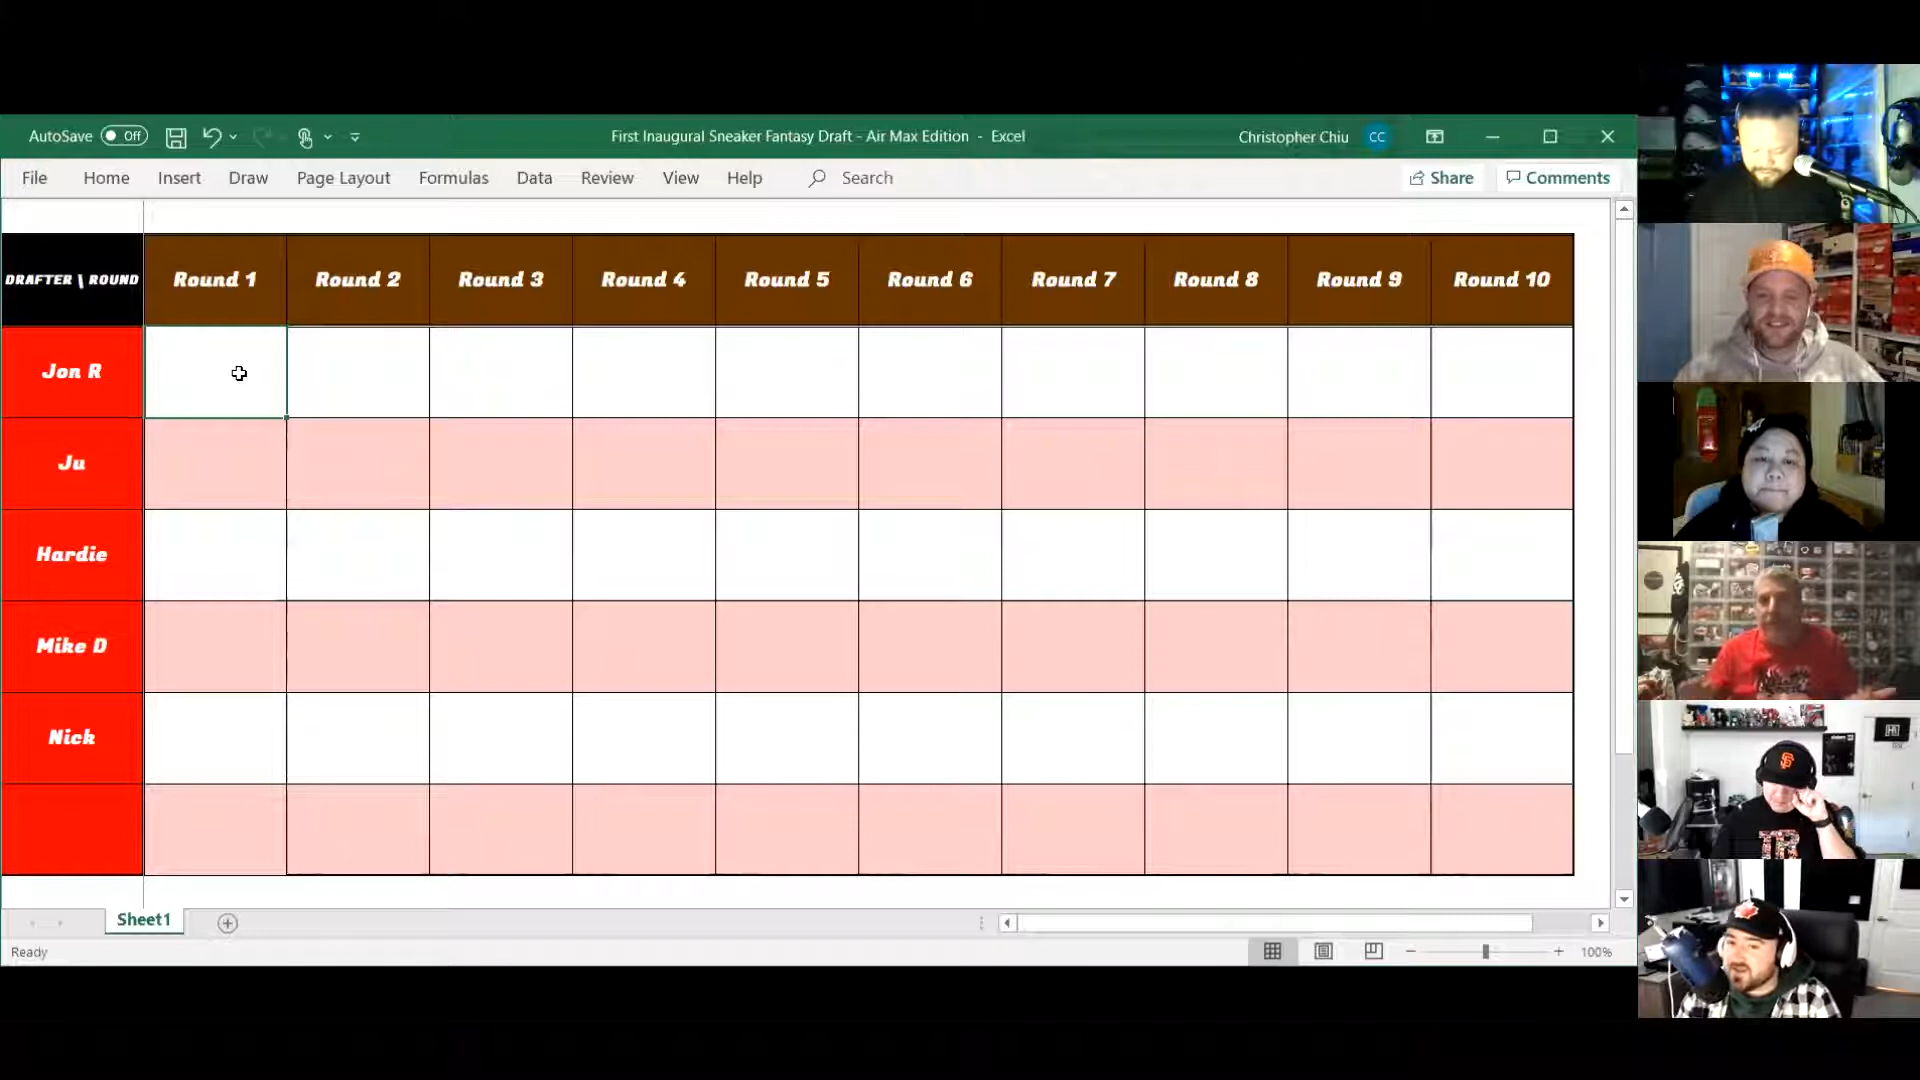 AutoSave Off
First Inaugural Sneaker Fantasy Draft - Air Max Edition - Excel
Christopher Chiu CC
File Home Insert Draw Page Layout Formulas Data Review View Help Search Share Comments
DRAFTER \ ROUND Round 1 Round 2 Round 3 Round 4 Round 5 Round 6 Round 7 Round 8 Round 9 Round 10
Jon R
Ju
Hardie
Mike D
Nick
Sheet1
Ready
100%
SF
TR